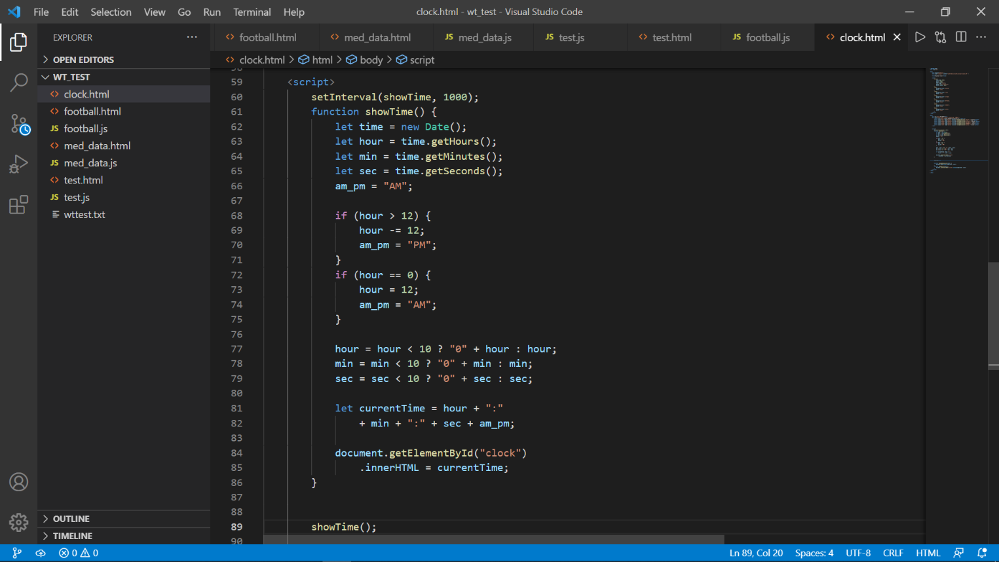 File Edit Selection View Go Run Terminal Help
clock.html - wt_test - Visual Studio Code
EXPLORER
football.html med_data.html JS med_data.js JS test.js test.html JS football.js clock.html
OPEN EDITORS
clock.html > html > body > script
WT_TEST
clock.html
football.html
JS football.js
med_data.html
JS med_data.js
test.html
JS test.js
wttest.txt
OUTLINE
TIMELINE
58
59 <script>
60 setInterval(showTime, 1000);
61 function showTime() {
62 let time = new Date();
63 let hour = time.getHours();
64 let min = time.getMinutes();
65 let sec = time.getSeconds();
66 am_pm = "AM";
67
68 if (hour > 12) {
69 hour -= 12;
70 am_pm = "PM";
71 }
72 if (hour == 0) {
73 hour = 12;
74 am_pm = "AM";
75 }
76
77 hour = hour < 10 ? "0" + hour : hour;
78 min = min < 10 ? "0" + min : min;
79 sec = sec < 10 ? "0" + sec : sec;
80
81 let currentTime = hour + ":"
82 + min + ":" + sec + am_pm;
83
84 document.getElementById("clock")
85 .innerHTML = currentTime;
86 }
87
88
89 showTime();
90
0 0
Ln 89, Col 20 Spaces: 4 UTF-8 CRLF HTML